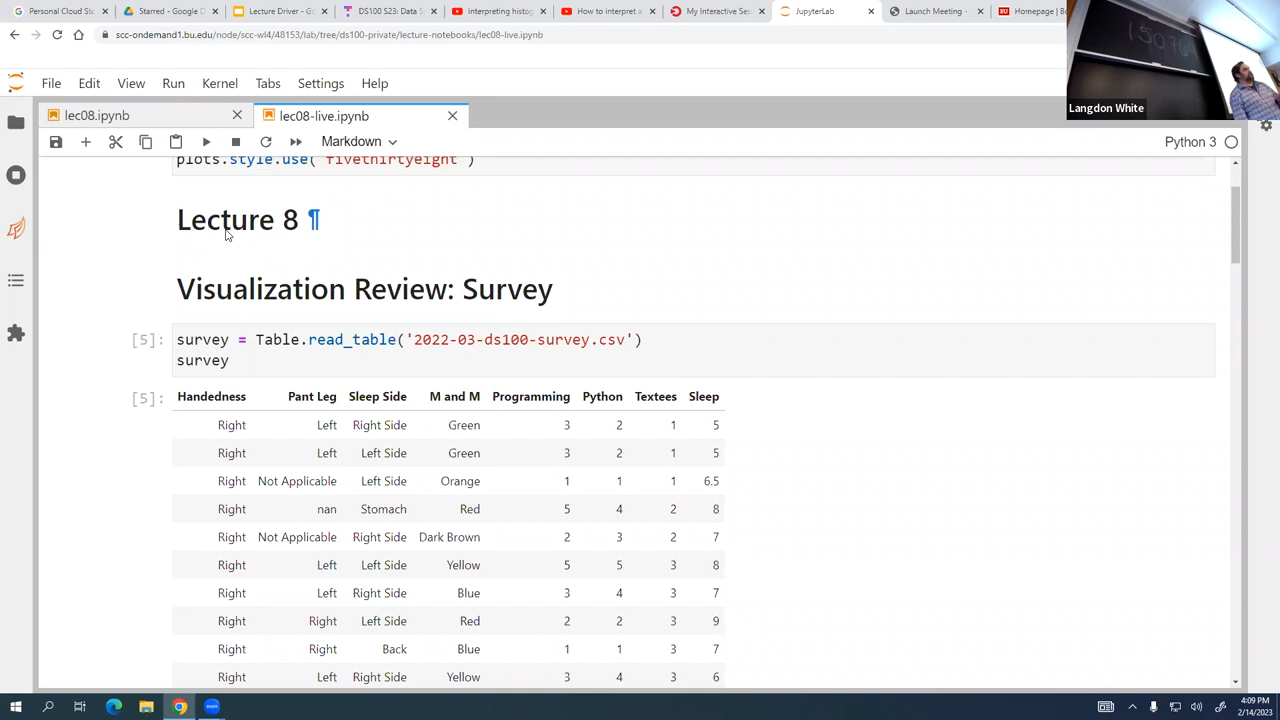 Personal Cloud Sta
Starred - Google D
Lecture Driver - Go
DS100 S23: Data S
Interpreting histog
How to interpret a
My Interactive Sess
JupyterLab
Launch Meeting -
Homepage | Bo
scc-ondemand1.bu.edu/node/scc-wl4/48153/lab/tree/ds100-private/lecture-notebooks/lec08-live.ipynb
File Edit View Run Kernel Tabs Settings Help
Langdon White
lec08.ipynb
lec08-live.ipynb
Markdown
Python 3
plots.style.use('fivethirtyeight')
Lecture 8 ¶
Visualization Review: Survey
[5]: survey = Table.read_table('2022-03-ds100-survey.csv')
survey
[5]: Handedness Pant Leg Sleep Side M and M Programming Python Textees Sleep
Right Left Right Side Green 3 2 1 5
Right Left Left Side Green 3 2 1 5
Right Not Applicable Left Side Orange 1 1 1 6.5
Right nan Stomach Red 5 4 2 8
Right Not Applicable Right Side Dark Brown 2 3 2 7
Right Left Left Side Yellow 5 5 3 8
Right Left Right Side Blue 3 4 3 7
Right Right Left Side Red 2 2 3 9
Right Right Back Blue 1 1 3 7
Right Left Right Side Yellow 3 4 3 6
4:09 PM
2/14/2023